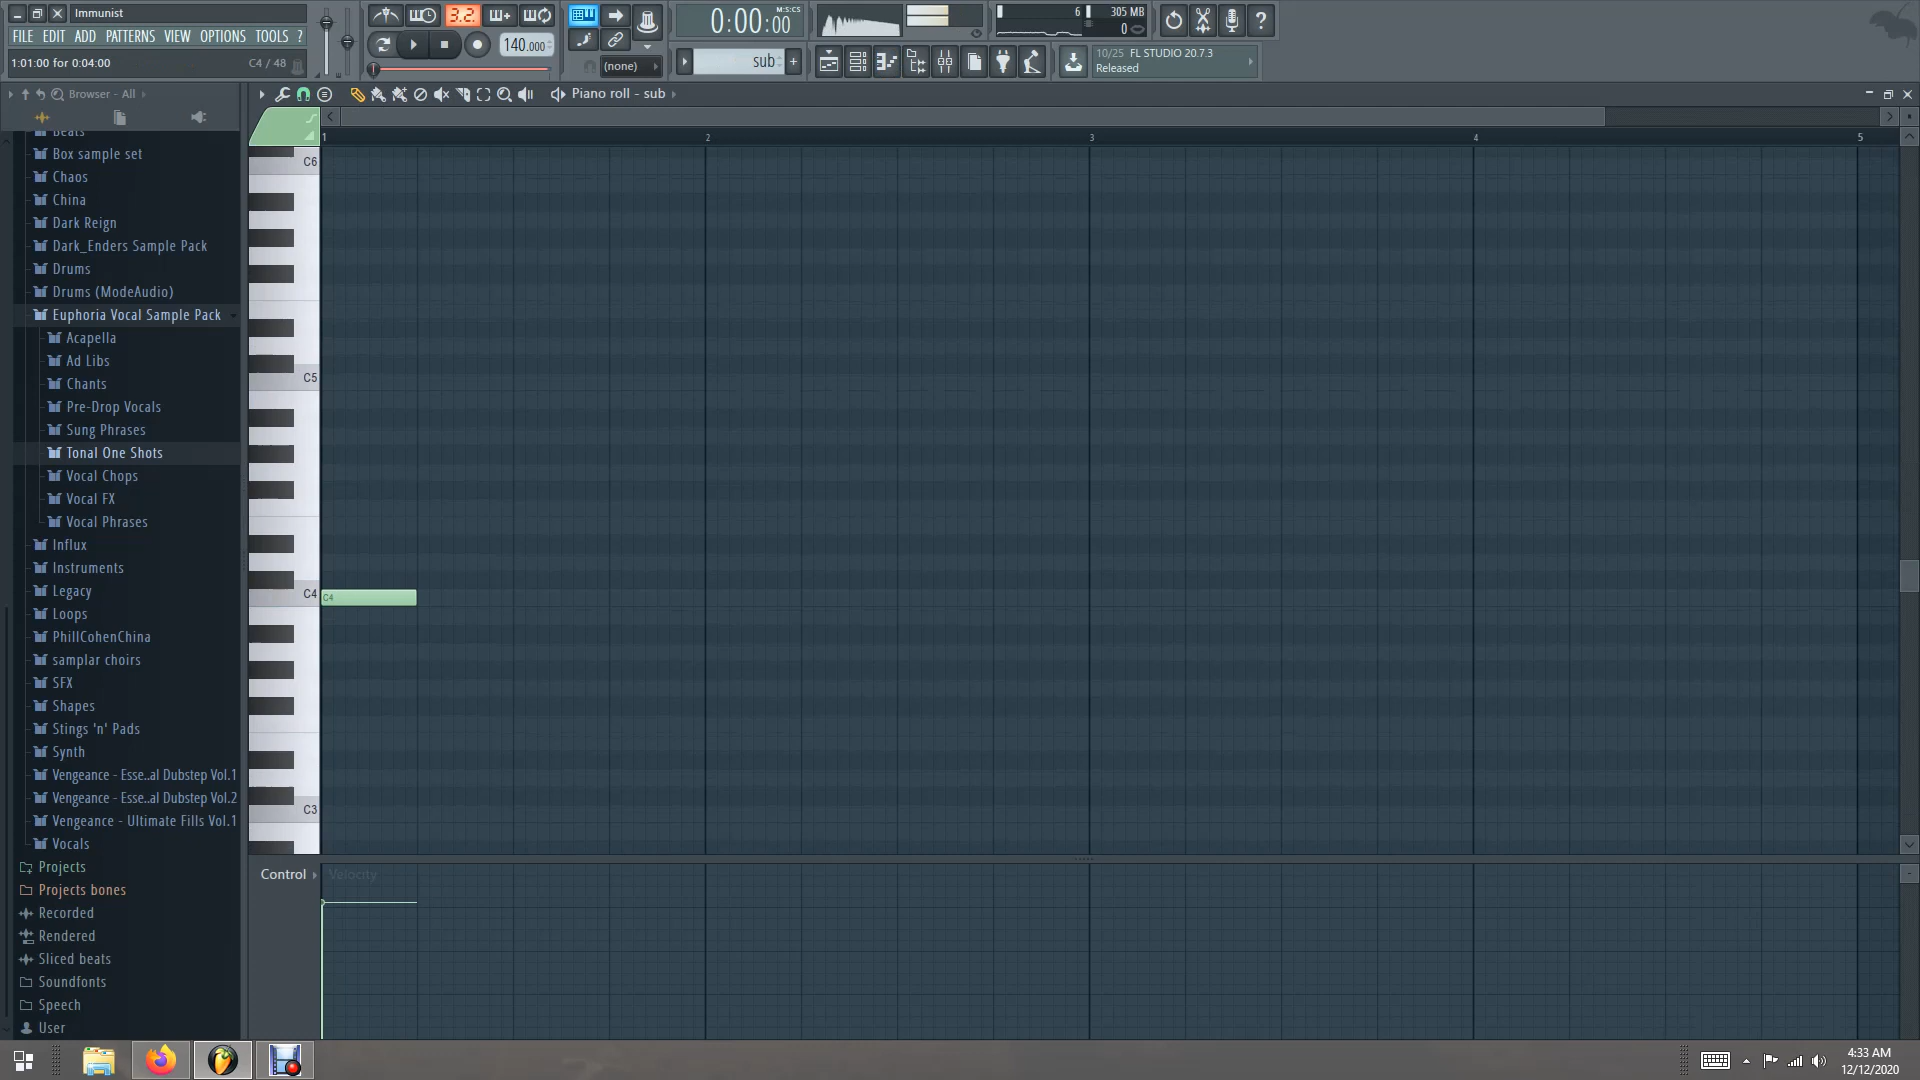 Immunist
FILE EDIT ADD PATTERNS VIEW OPTIONS TOOLS ?
1:01:00 for 0:04:00 C4 / 48
3.2.
140.000
(none)
M:S:CS
0:00:00
sub
6 305 MB
0
10/25 FL STUDIO 20.7.3
Released
Browser - All
Piano roll - sub
1 2 3 4 5
Beats
Box sample set
Chaos
China
Dark Reign
Dark_Enders Sample Pack
Drums
Drums (ModeAudio)
Euphoria Vocal Sample Pack
Acapella
Ad Libs
Chants
Pre-Drop Vocals
Sung Phrases
Tonal One Shots
Vocal Chops
Vocal FX
Vocal Phrases
Influx
Instruments
Legacy
Loops
PhillCohenChina
samplar choirs
SFX
Shapes
Stings 'n' Pads
Synth
Vengeance - Esse..al Dubstep Vol.1
Vengeance - Esse..al Dubstep Vol.2
Vengeance - Ultimate Fills Vol.1
Vocals
Projects
Projects bones
Recorded
Rendered
Sliced beats
Soundfonts
Speech
User
C6
C5
C4 C4
C3
Control Velocity
4:33 AM
12/12/2020